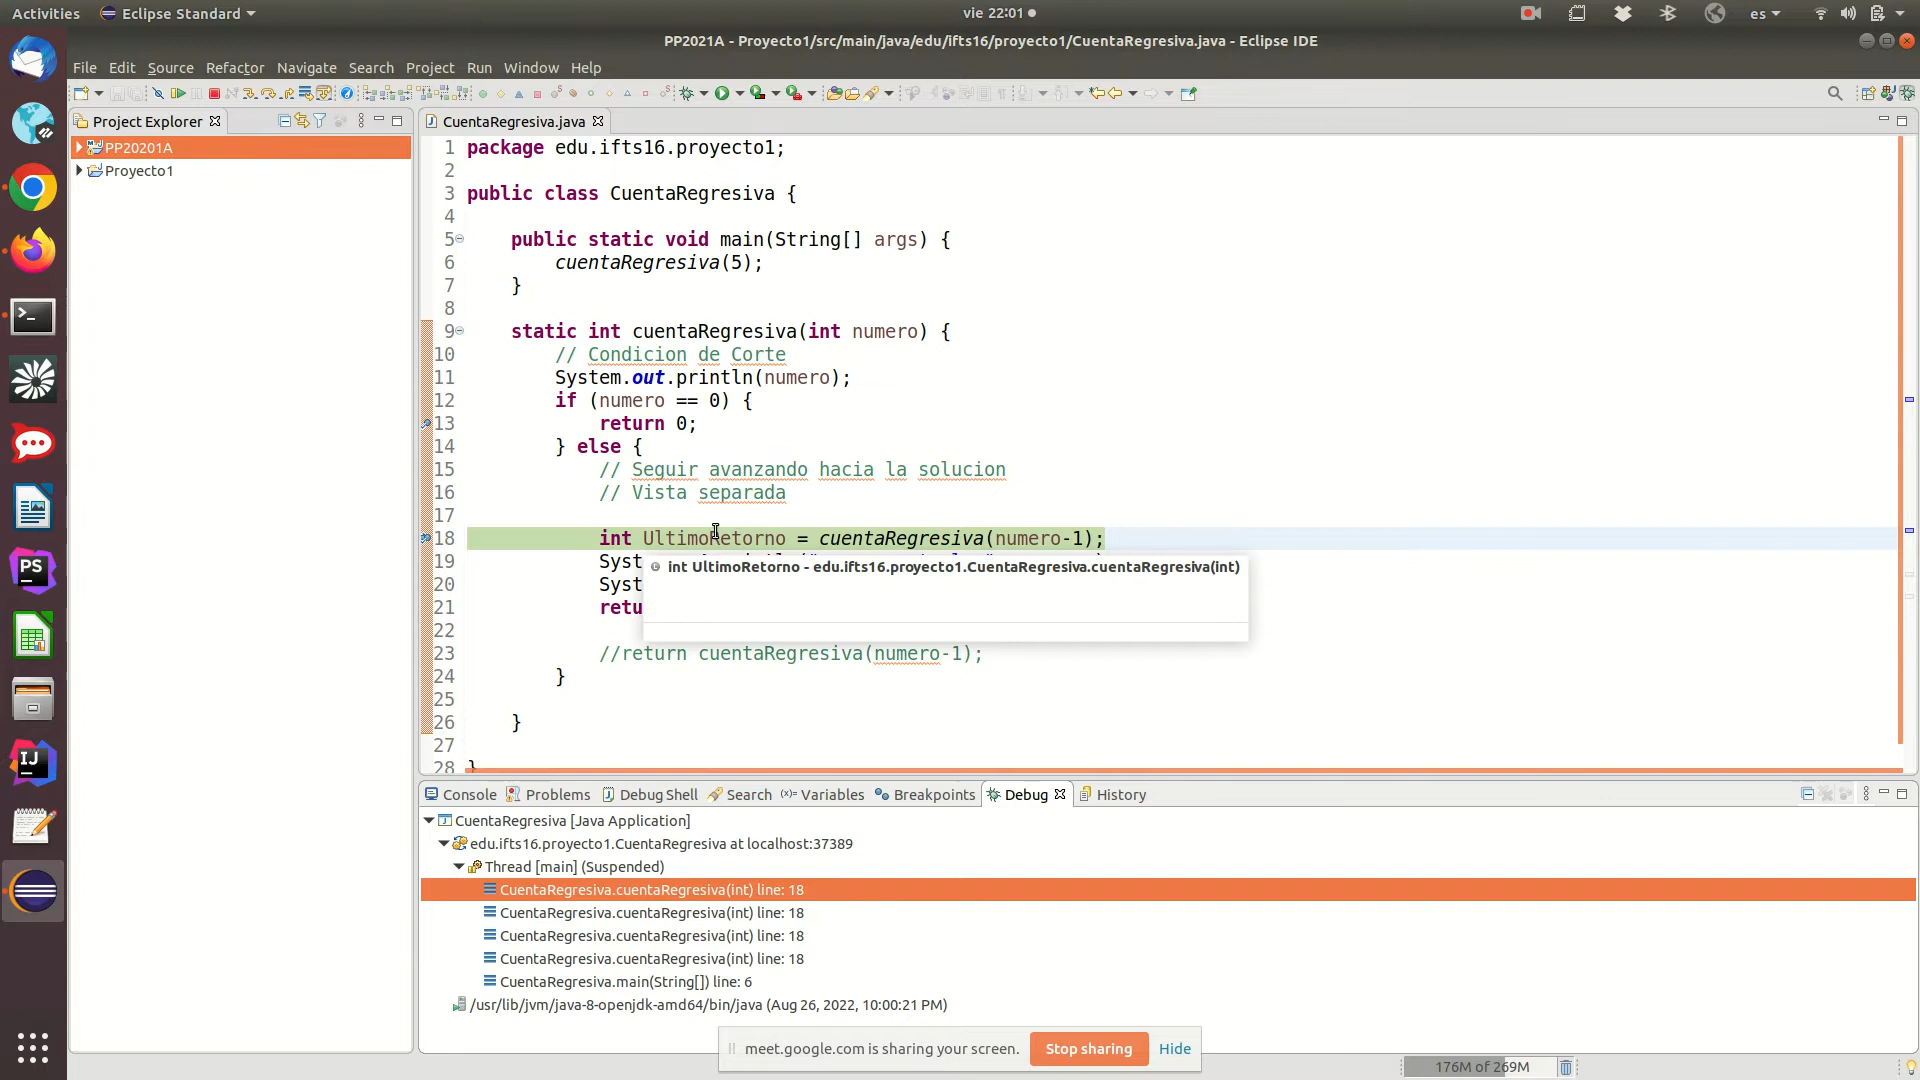 Activities Eclipse Standard vie 22:01 es
PP2021A - Proyecto1/src/main/java/edu/ifts16/proyecto1/CuentaRegresiva.java - Eclipse IDE
File Edit Source Refactor Navigate Search Project Run Window Help
Project Explorer
PP20201A
Proyecto1
CuentaRegresiva.java
1 package edu.ifts16.proyecto1;
2
3 public class CuentaRegresiva {
4
5 public static void main(String[] args) {
6 cuentaRegresiva(5);
7 }
8
9 static int cuentaRegresiva(int numero) {
10 // Condicion de Corte
11 System.out.println(numero);
12 if (numero == 0) {
13 return 0;
14 } else {
15 // Seguir avanzando hacia la solucion
16 // Vista separada
17
18 int UltimoRetorno = cuentaRegresiva(numero-1);
19 Syst
int UltimoRetorno - edu.ifts16.proyecto1.CuentaRegresiva.cuentaRegresiva(int)
20 Sys
21 retu
22
23 //return cuentaRegresiva(numero-1);
24 }
25
26 }
27
28 }
Console Problems Debug Shell Search (x)= Variables Breakpoints Debug History
CuentaRegresiva [Java Application]
edu.ifts16.proyecto1.CuentaRegresiva at localhost:37389
Thread [main] (Suspended)
CuentaRegresiva.cuentaRegresiva(int) line: 18
CuentaRegresiva.cuentaRegresiva(int) line: 18
CuentaRegresiva.cuentaRegresiva(int) line: 18
CuentaRegresiva.cuentaRegresiva(int) line: 18
CuentaRegresiva.main(String[]) line: 6
/usr/lib/jvm/java-8-openjdk-amd64/bin/java (Aug 26, 2022, 10:00:21 PM)
meet.google.com is sharing your screen. Stop sharing Hide
176M of 269M
PS
IJ